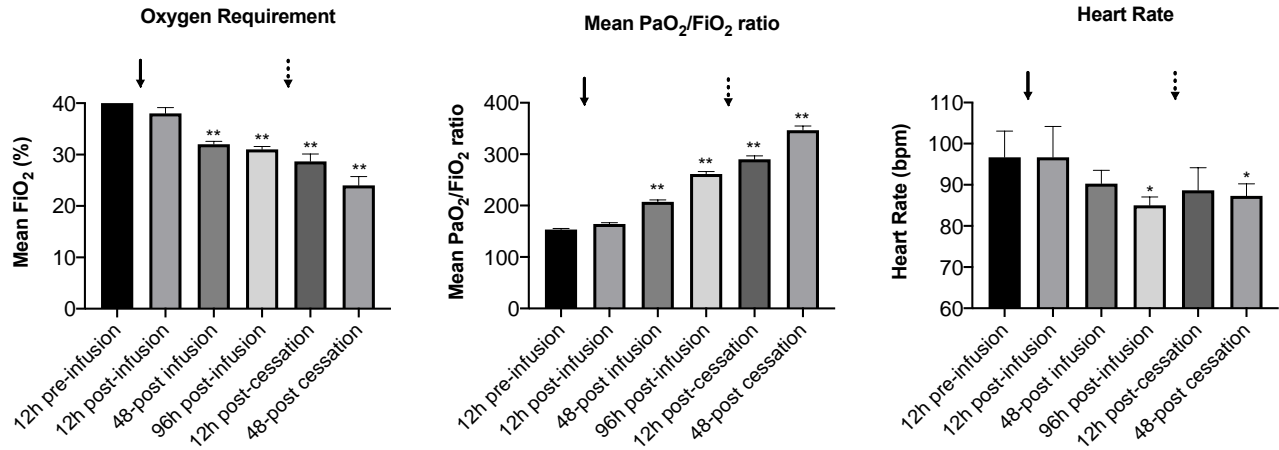 Oxygen Requirement
Mean FiO₂ (%)
40
30
20
10
0
**
**
**
**
12h pre-infusion
12h post-infusion
48-post infusion
96h post-infusion
12h post-cessation
48-post cessation
Mean PaO₂/FiO₂ ratio
Mean PaO₂/FiO₂ ratio
400
300
200
100
0
**
**
**
**
12h pre-infusion
12h post-infusion
48-post infusion
96h post-infusion
12h post-cessation
48-post cessation
Heart Rate
Heart Rate (bpm)
110
100
90
80
70
60
*
*
12h pre-infusion
12h post-infusion
48-post infusion
96h post-infusion
12h post-cessation
48-post cessation